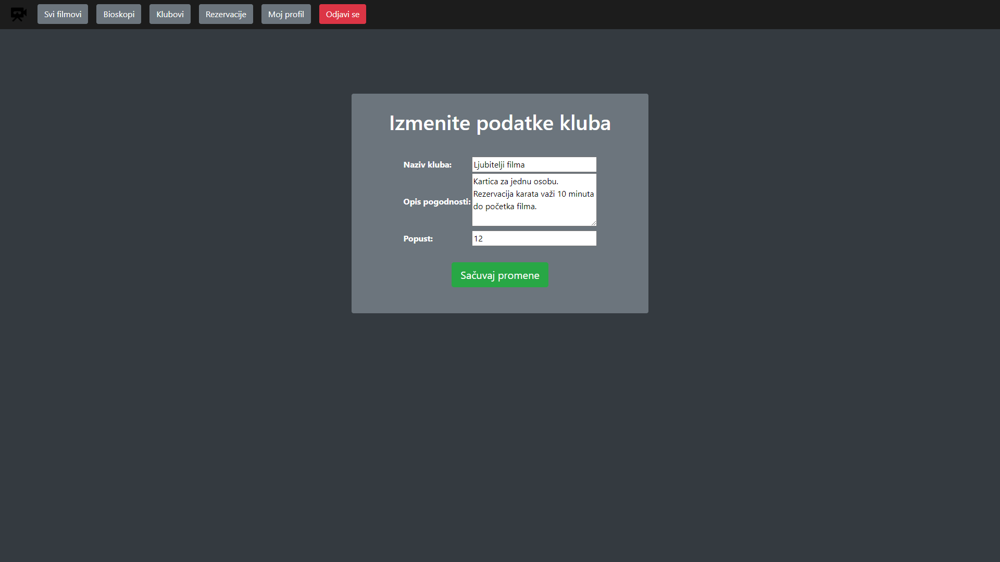 Svi filmovi
Bioskopi
Klubovi
Rezervacije
Moj profil
Odjavi se
Izmenite podatke kluba
Naziv kluba:
Ljubitelji filma
Opis pogodnosti:
Kartica za jednu osobu.
Rezervacija karata važi 10 minuta
do početka filma.
Popust:
12
Sačuvaj promene